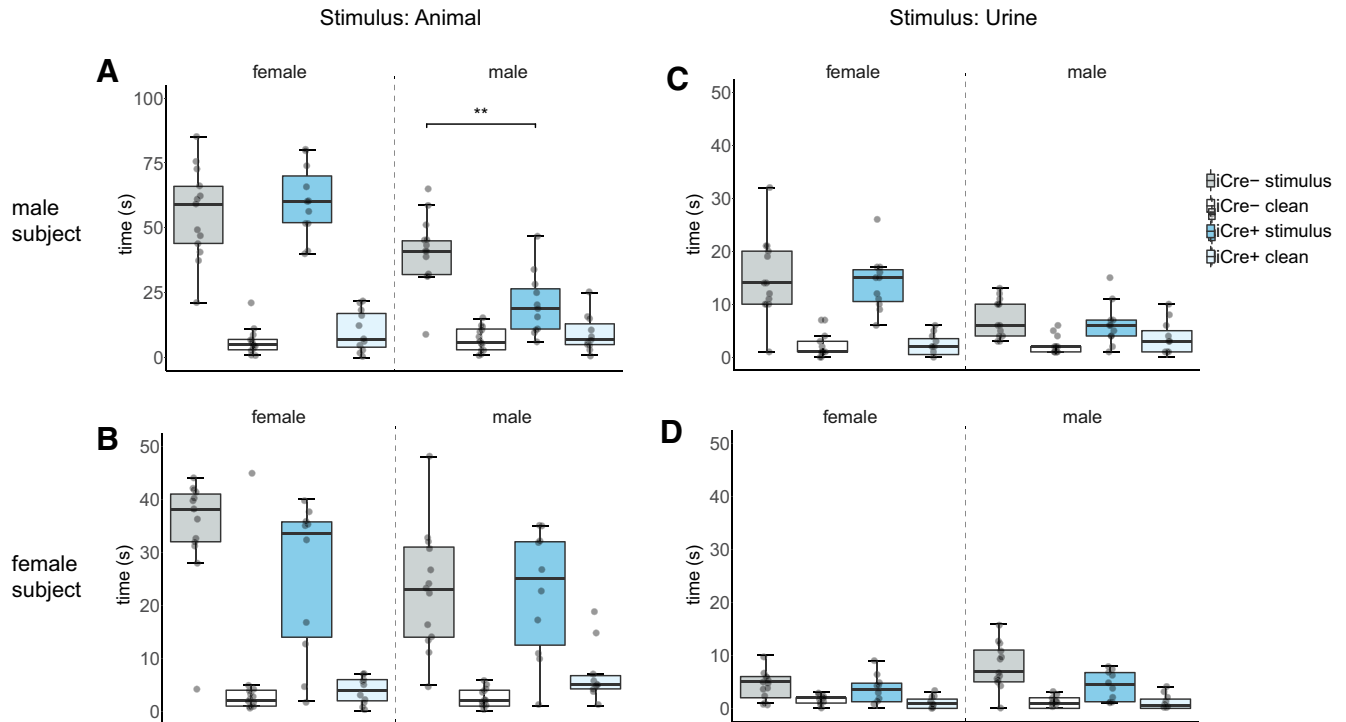 Stimulus: Animal
Stimulus: Urine
A
female
male
100
75
50
25
0
time (s)
**
male
subject
C
female
male
50
40
30
20
10
0
time (s)
iCre− stimulus
iCre− clean
iCre+ stimulus
iCre+ clean
B
female
male
50
40
30
20
10
0
time (s)
female
subject
D
female
male
50
40
30
20
10
0
time (s)